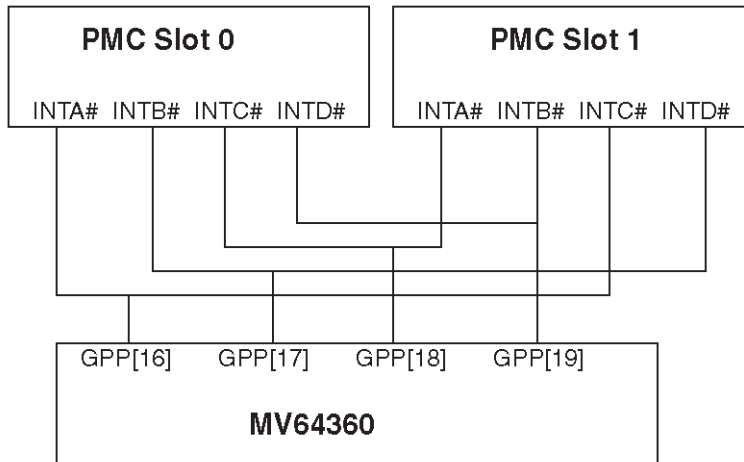 PMC Slot 0
PMC Slot 1
INTA# INTB# INTC# INTD#
INTA# INTB# INTC# INTD#
GPP[16] GPP[17] GPP[18] GPP[19]
MV64360